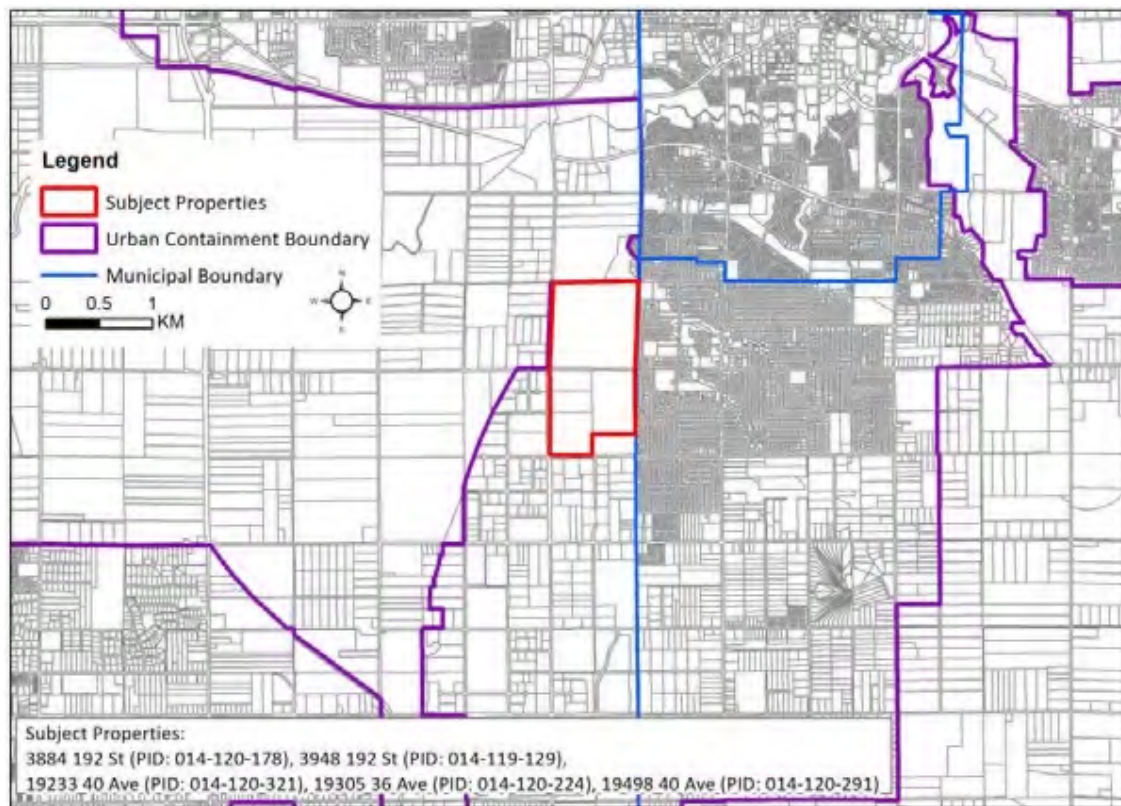 Legend
Subject Properties
Urban Containment Boundary
Municipal Boundary
0 0.5 1
KM
N
W E
S
Subject Properties:
3884 192 St (PID: 014-120-178), 3948 192 St (PID: 014-119-129),
19233 40 Ave (PID: 014-120-321), 19305 36 Ave (PID: 014-120-224), 19498 40 Ave (PID: 014-120-291)